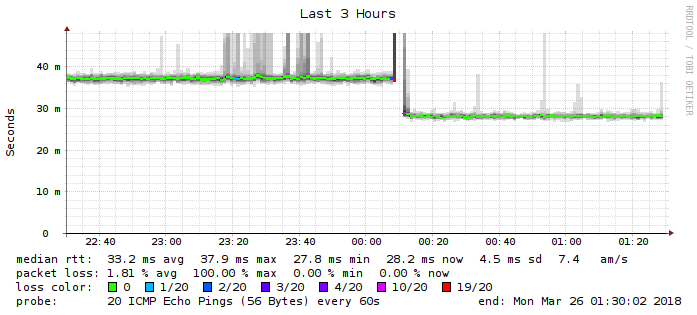 Last 3 Hours
RRDTOOL / TOBI OETIKER
Seconds
40 m
30 m
20 m
10 m
0
22:40 23:00 23:20 23:40 00:00 00:20 00:40 01:00 01:20
median rtt: 33.2 ms avg 37.9 ms max 27.8 ms min 28.2 ms now 4.5 ms sd 7.4 am/s
packet loss: 1.81 % avg 100.00 % max 0.00 % min 0.00 % now
loss color: 0 1/20 2/20 3/20 4/20 10/20 19/20
probe: 20 ICMP Echo Pings (56 Bytes) every 60s end: Mon Mar 26 01:30:02 2018